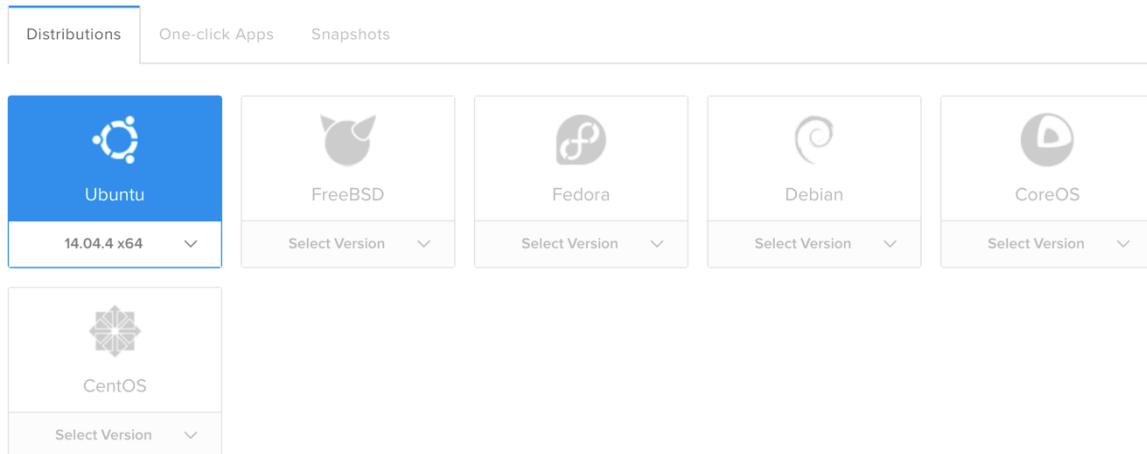 Distributions One-click Apps Snapshots
Ubuntu FreeBSD Fedora Debian CoreOS
14.04.4 x64 Select Version Select Version Select Version Select Version
CentOS
Select Version